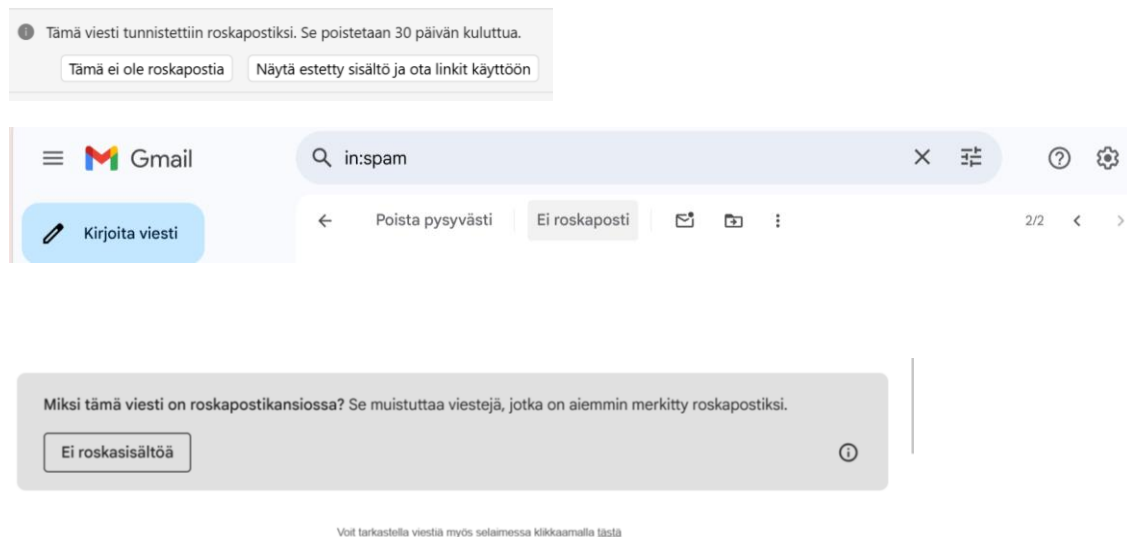 Tämä viesti tunnistettiin roskapostiksi. Se poistetaan 30 päivän kuluttua.
Tämä ei ole roskapostia Näytä estetty sisältö ja ota linkit käyttöön
Gmail in:spam
Kirjoita viesti Poista pysyvästi Ei roskaposti 2/2
Miksi tämä viesti on roskapostikansiossa? Se muistuttaa viestejä, jotka on aiemmin merkitty roskapostiksi.
Ei roskasisältöä
Voit tarkastella viestiä myös selaimessa klikkaamalla tästä